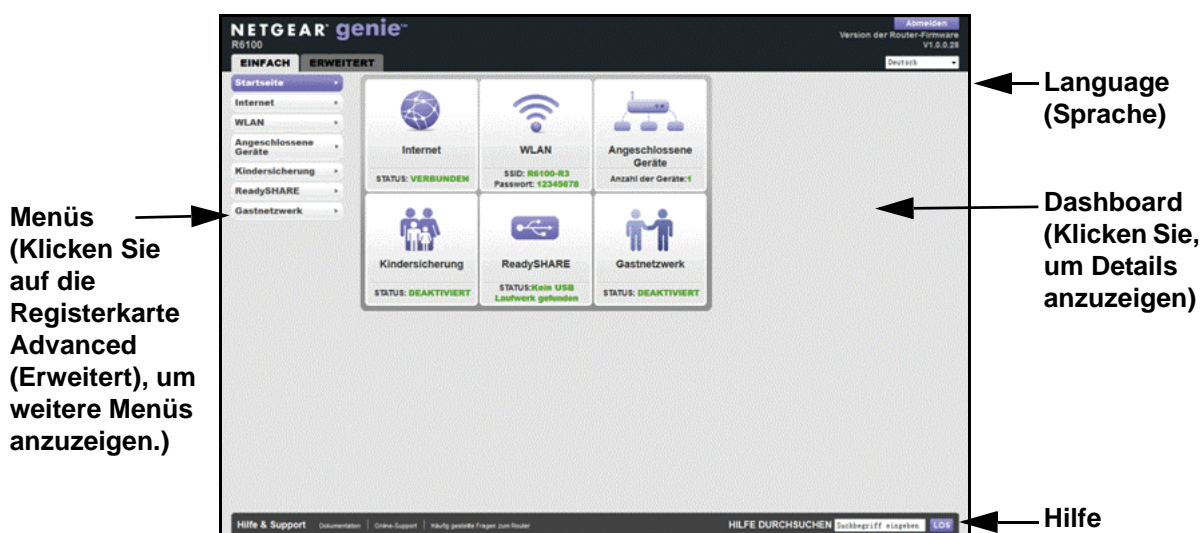 NETGEAR genie
R6100
Abmelden
Version der Router-Firmware
V1.0.0.28
EINFACH
ERWEITERT
Deutsch
Startseite
Internet
WLAN
Angeschlossene
Geräte
Kindersicherung
ReadySHARE
Gastnetzwerk
Internet
STATUS: VERBUNDEN
WLAN
SSID: R6100-R3
Passwort: 12345678
Angeschlossene
Geräte
Anzahl der Geräte:1
Kindersicherung
STATUS: DEAKTIVIERT
ReadySHARE
STATUS:Kein USB
Laufwerk gefunden
Gastnetzwerk
STATUS: DEAKTIVIERT
Menüs
(Klicken Sie
auf die
Registerkarte
Advanced
(Erweitert), um
weitere Menüs
anzuzeigen.)
Language
(Sprache)
Dashboard
(Klicken Sie,
um Details
anzuzeigen)
Hilfe & Support
Dokumentation | Online-Support | Häufig gestellte Fragen zum Router
HILFE DURCHSUCHEN
Suchbegriff eingeben
LOS
Hilfe